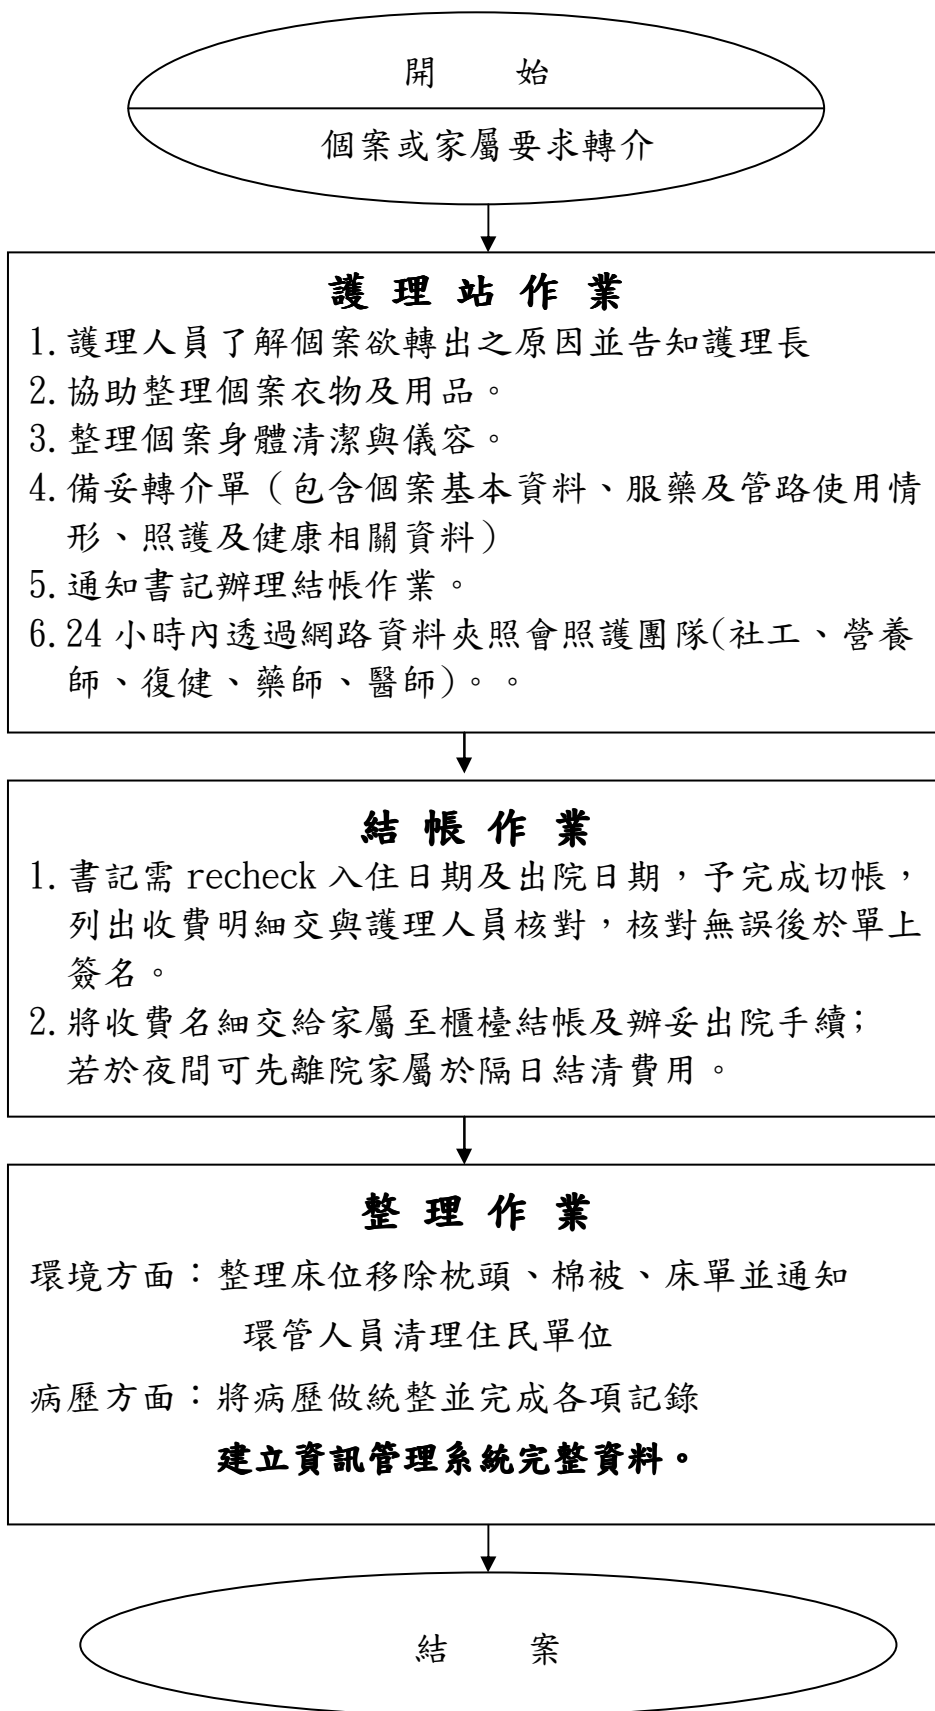 開 始
個案或家屬要求轉介
護 理 站 作 業
1.護理人員了解個案欲轉出之原因並告知護理長
2.協助整理個案衣物及用品。
3.整理個案身體清潔與儀容。
4.備妥轉介單（包含個案基本資料、服藥及管路使用情
形、照護及健康相關資料）
5.通知書記辦理結帳作業。
6.24 小時內透過網路資料夾照會照護團隊(社工、營養
師、復健、藥師、醫師)。。
結 帳 作 業
1.書記需 recheck 入住日期及出院日期，予完成切帳，
列出收費明細交與護理人員核對，核對無誤後於單上
簽名。
2.將收費名細交給家屬至櫃檯結帳及辦妥出院手續;
若於夜間可先離院家屬於隔日結清費用。
整 理 作 業
環境方面：整理床位移除枕頭、棉被、床單並通知
環管人員清理住民單位
病歷方面：將病歷做統整並完成各項記錄
建立資訊管理系統完整資料。
結 案